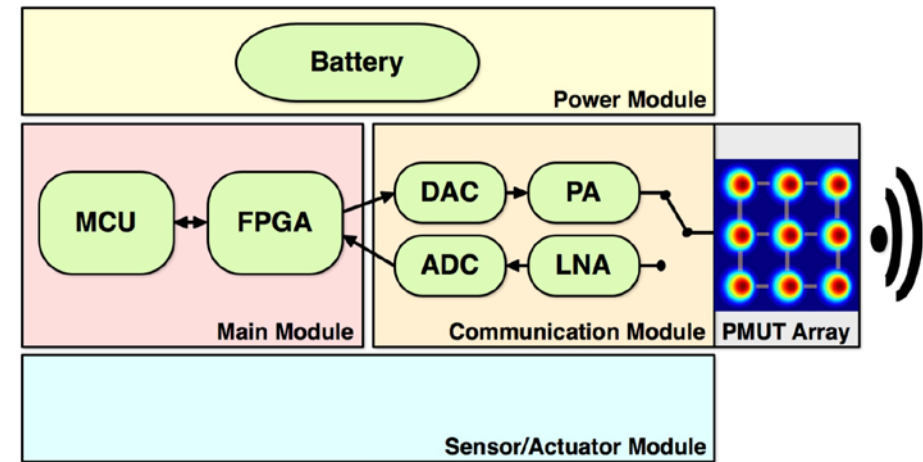 Battery
Power Module
MCU
FPGA
DAC
PA
ADC
LNA
Main Module
Communication Module
PMUT Array
Sensor/Actuator Module